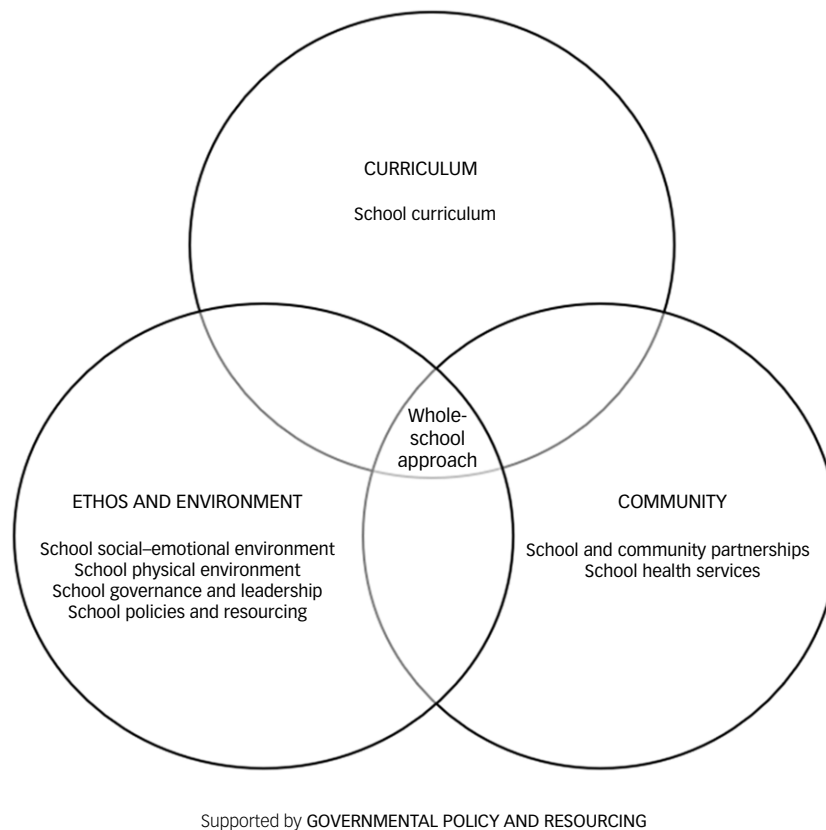 CURRICULUM
School curriculum
Whole-
school
approach
ETHOS AND ENVIRONMENT
School social–emotional environment
School physical environment
School governance and leadership
School policies and resourcing
COMMUNITY
School and community partnerships
School health services
Supported by GOVERNMENTAL POLICY AND RESOURCING